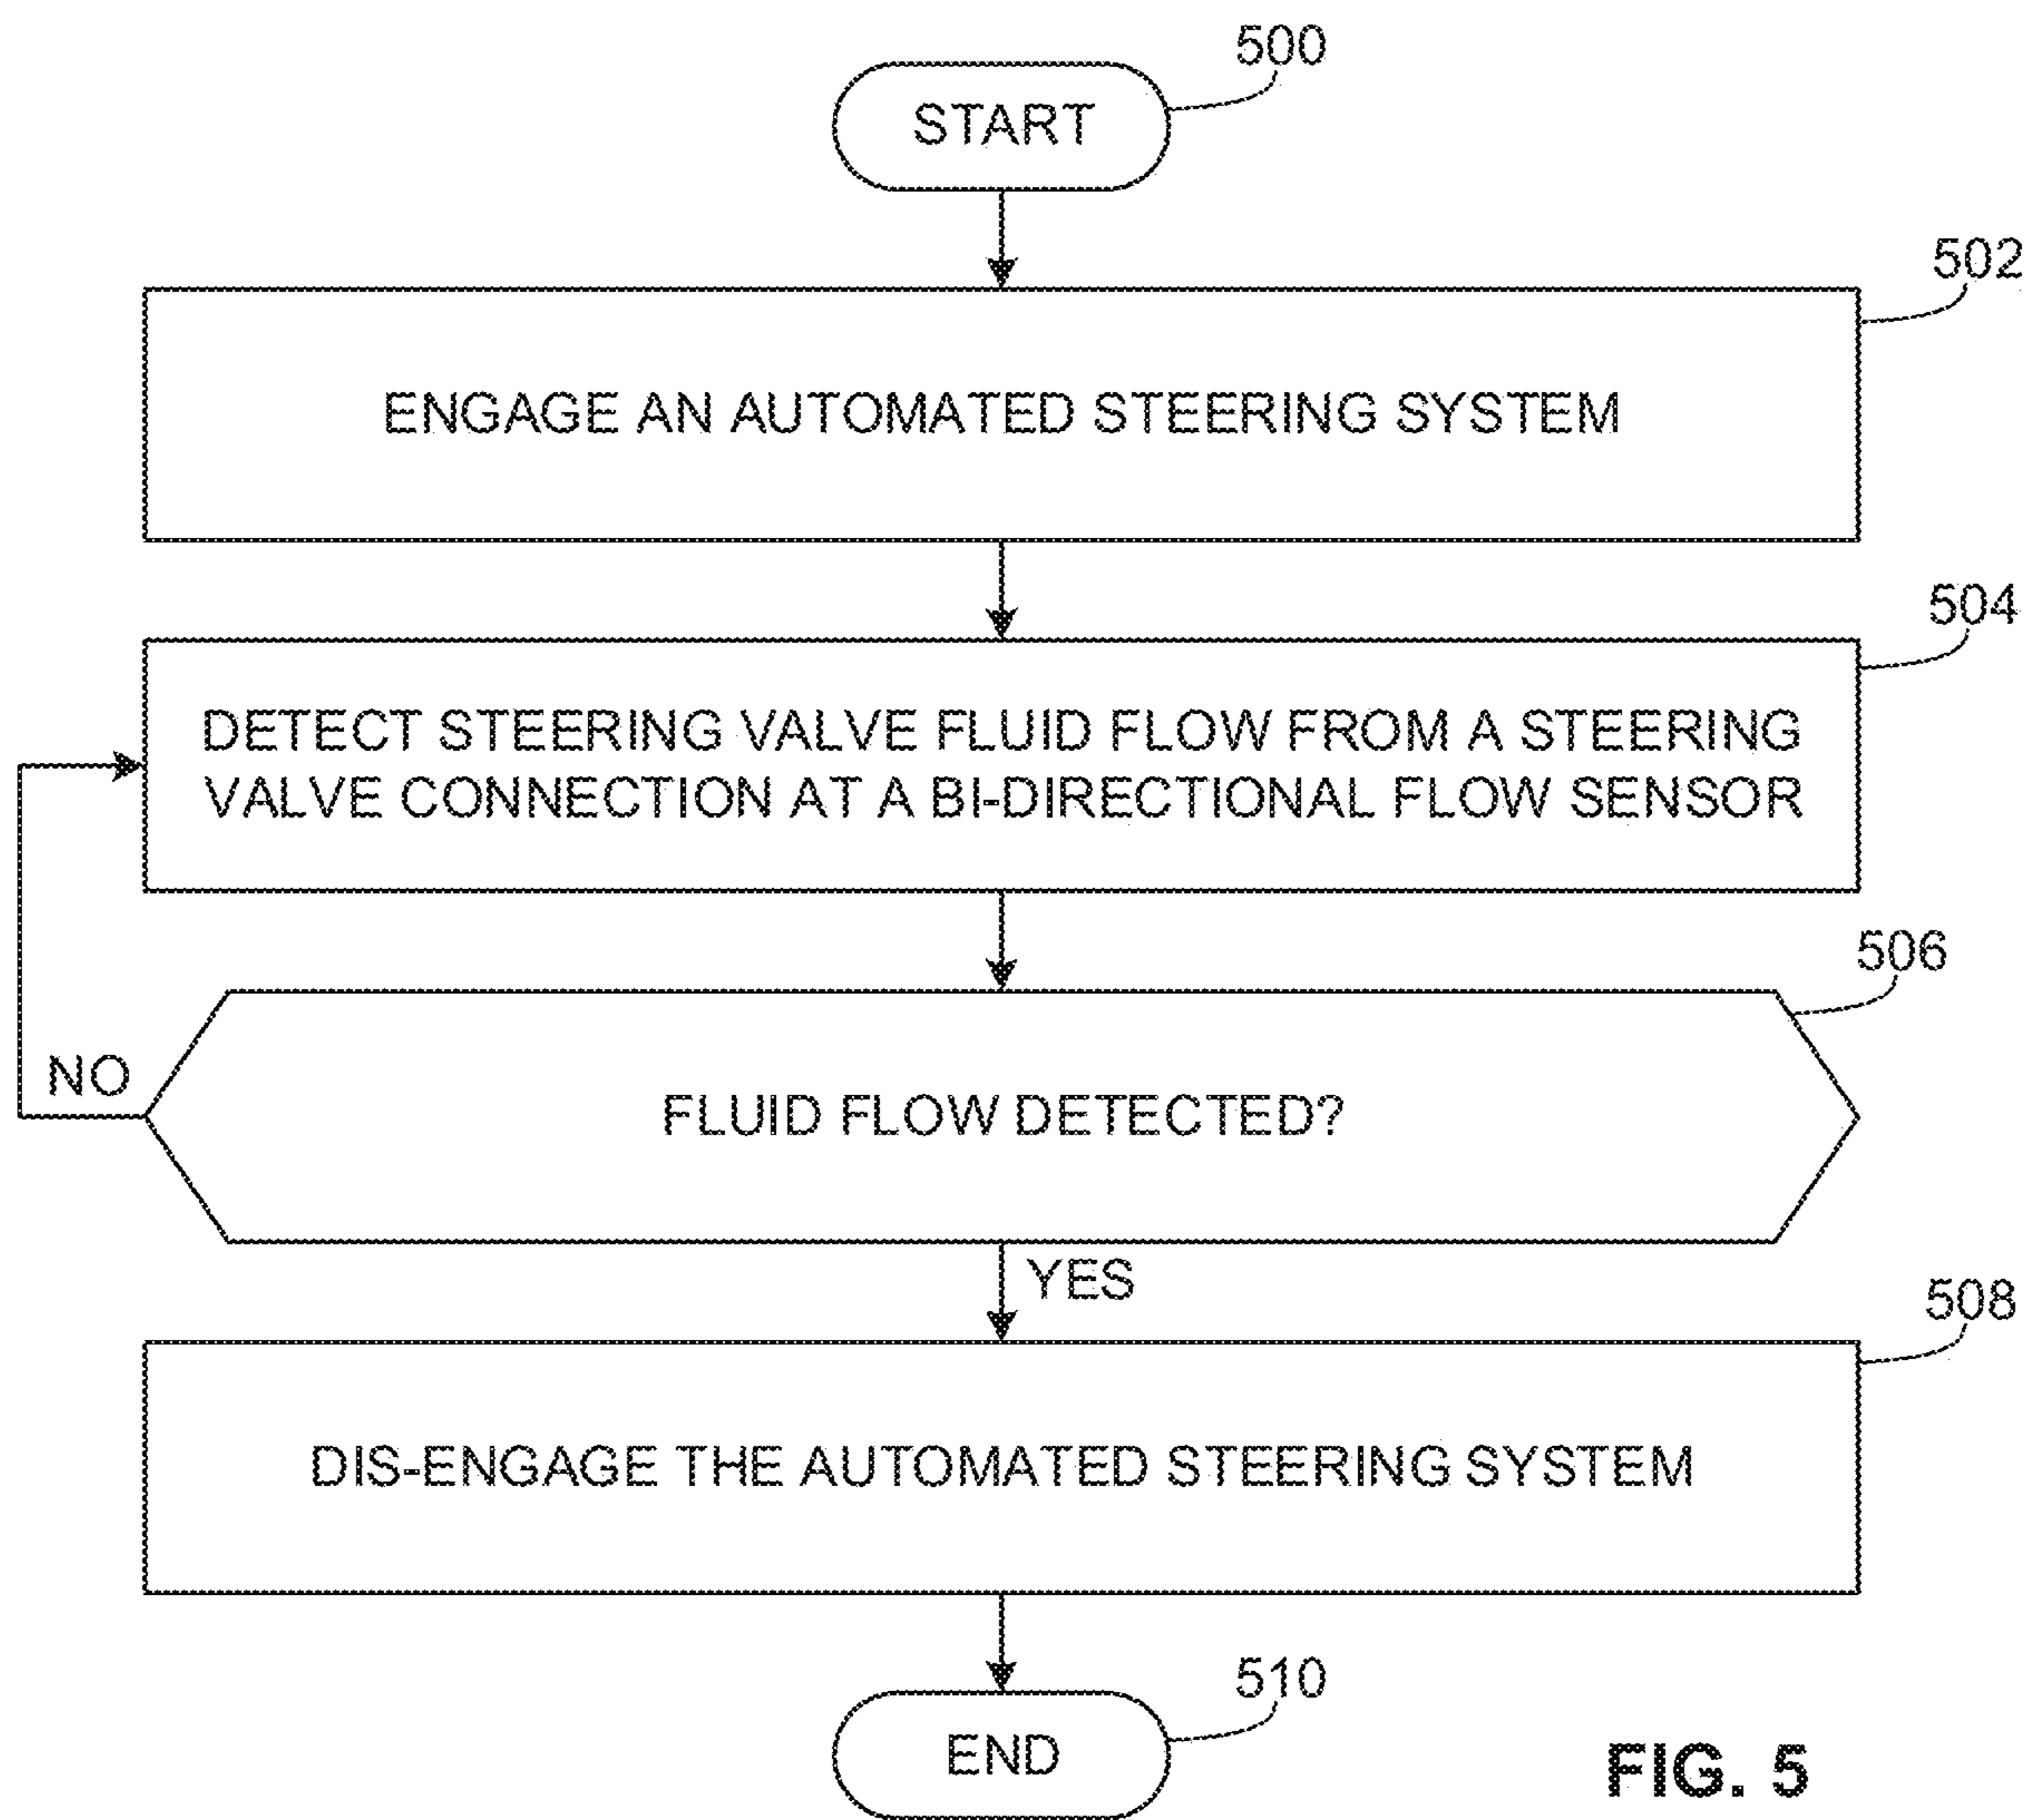 500
START
502
ENGAGE AN AUTOMATED STEERING SYSTEM
504
DETECT STEERING VALVE FLUID FLOW FROM A STEERING
VALVE CONNECTION AT A BI-DIRECTIONAL FLOW SENSOR
506
NO
FLUID FLOW DETECTED?
YES
508
DIS-ENGAGE THE AUTOMATED STEERING SYSTEM
510
END
FIG. 5